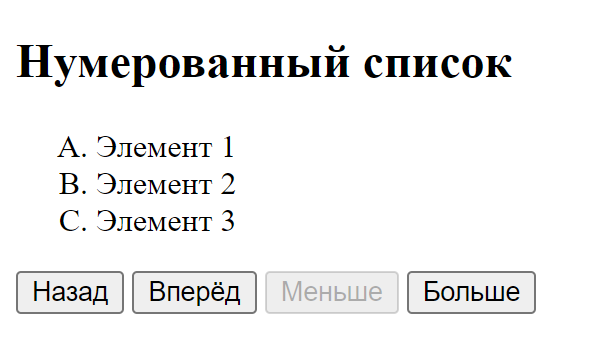 Нумерованный список
A. Элемент 1
B. Элемент 2
C. Элемент 3
Назад Вперёд Меньше Больше